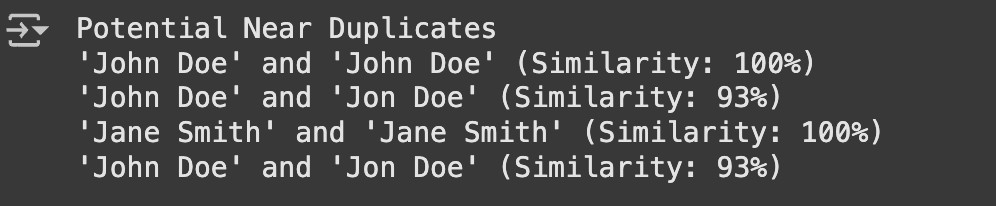 Potential Near Duplicates
'John Doe' and 'John Doe' (Similarity: 100%)
'John Doe' and 'Jon Doe' (Similarity: 93%)
'Jane Smith' and 'Jane Smith' (Similarity: 100%)
'John Doe' and 'Jon Doe' (Similarity: 93%)